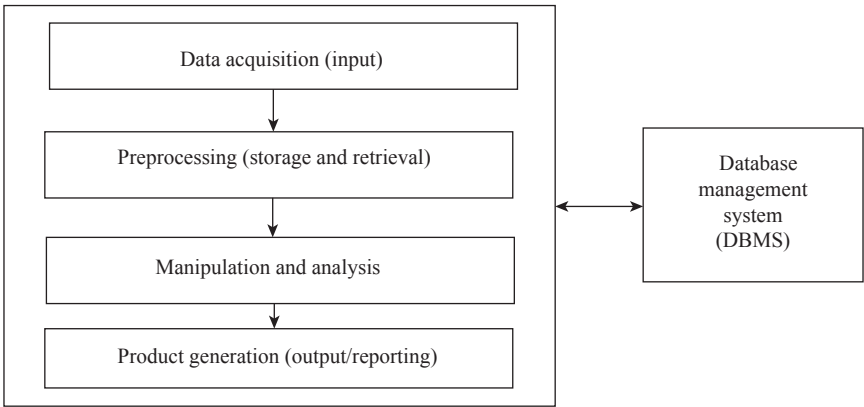 Data acquisition (input)
Preprocessing (storage and retrieval)
Manipulation and analysis
Product generation (output/reporting)
Database
management
system
(DBMS)